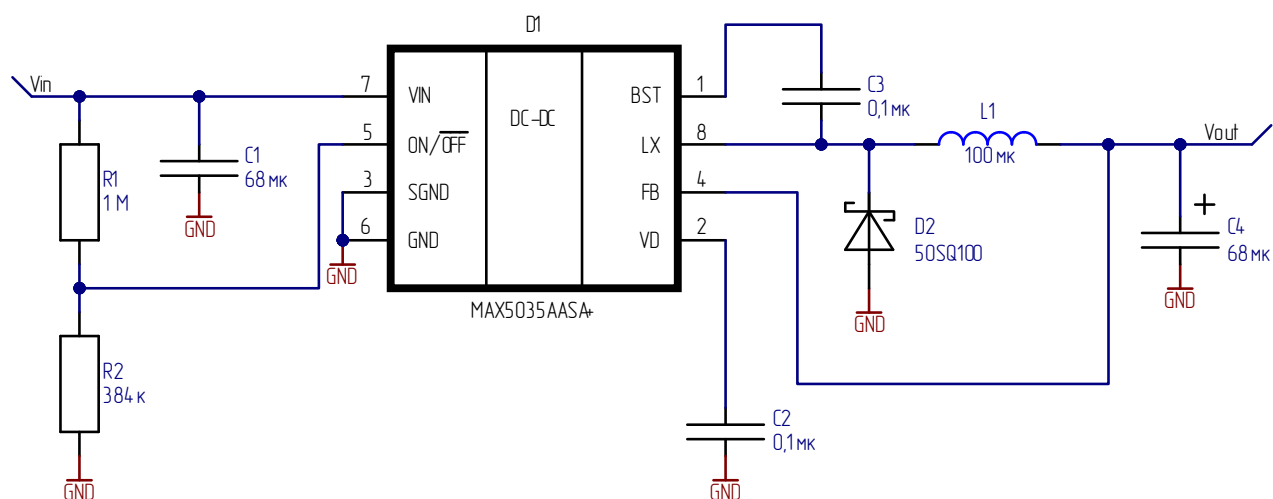 D1
Vin
7
VIN
DC-DC
BST
1
C3
0,1 мк
5
ON/OFF
LX
8
L1
100 мк
Vout
R1
1 М
C1
68 мк
3
SGND
FB
4
GND
6
GND
VD
2
D2
50SQ100
C4
68 мк
+
GND
GND
GND
MAX5035AASA+
R2
384 к
C2
0,1 мк
GND
GND